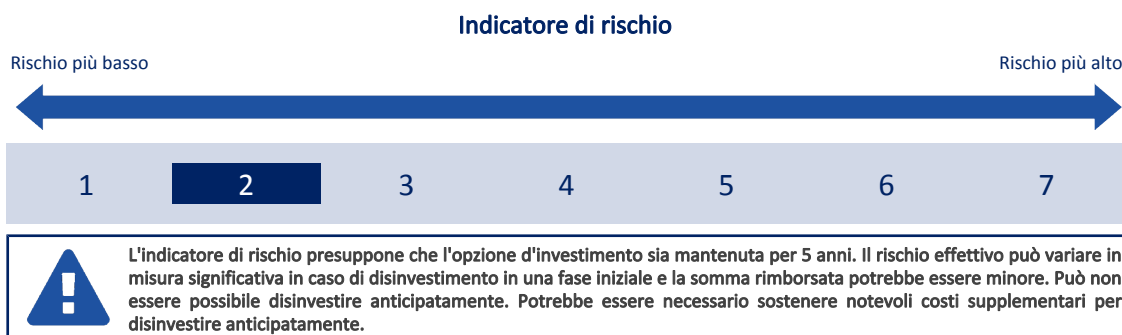 Indicatore di rischio
Rischio più basso
Rischio più alto
1 2 3 4 5 6 7
L'indicatore di rischio presuppone che l'opzione d'investimento sia mantenuta per 5 anni. Il rischio effettivo può variare in
misura significativa in caso di disinvestimento in una fase iniziale e la somma rimborsata potrebbe essere minore. Può non
essere possibile disinvestire anticipatamente. Potrebbe essere necessario sostenere notevoli costi supplementari per
disinvestire anticipatamente.